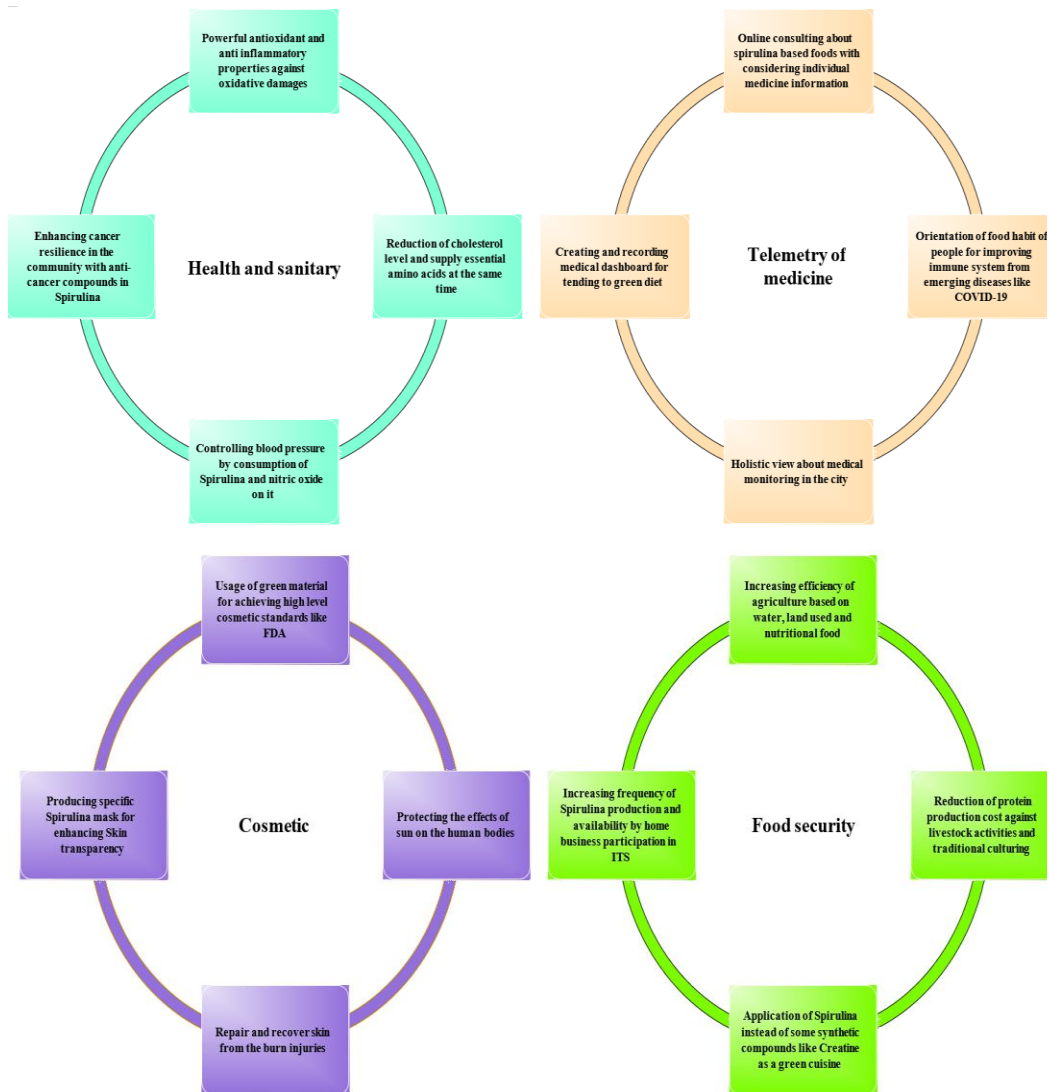 Powerful antioxidant and
anti inflammatory
properties against
oxidative damages
Enhancing cancer
resilience in the
community with anti-
cancer compounds in
Spirulina
Health and sanitary
Reduction of cholesterol
level and supply essential
amino acids at the same
time
Controlling blood pressure
by consumption of
Spirulina and nitric oxide
on it
Online consulting about
spirulina based foods with
considering individual
medicine information
Creating and recording
medical dashboard for
tending to green diet
Telemetry of
medicine
Orientation of food habit of
people for improving
immune system from
emerging diseases like
COVID-19
Holistic view about medical
monitoring in the city
Usage of green material
for achieving high level
cosmetic standards like
FDA
Producing specific
Spirulina mask for
enhancing Skin
transparency
Cosmetic
Protecting the effects of
sun on the human bodies
Repair and recover skin
from the burn injuries
Increasing efficiency of
agriculture based on
water, land used and
nutritional food
Increasing frequency of
Spirulina production and
availability by home
business participation in
ITS
Food security
Reduction of protein
production cost against
livestock activities and
traditional culturing
Application of Spirulina
instead of some synthetic
compounds like Creatine
as a green cuisine